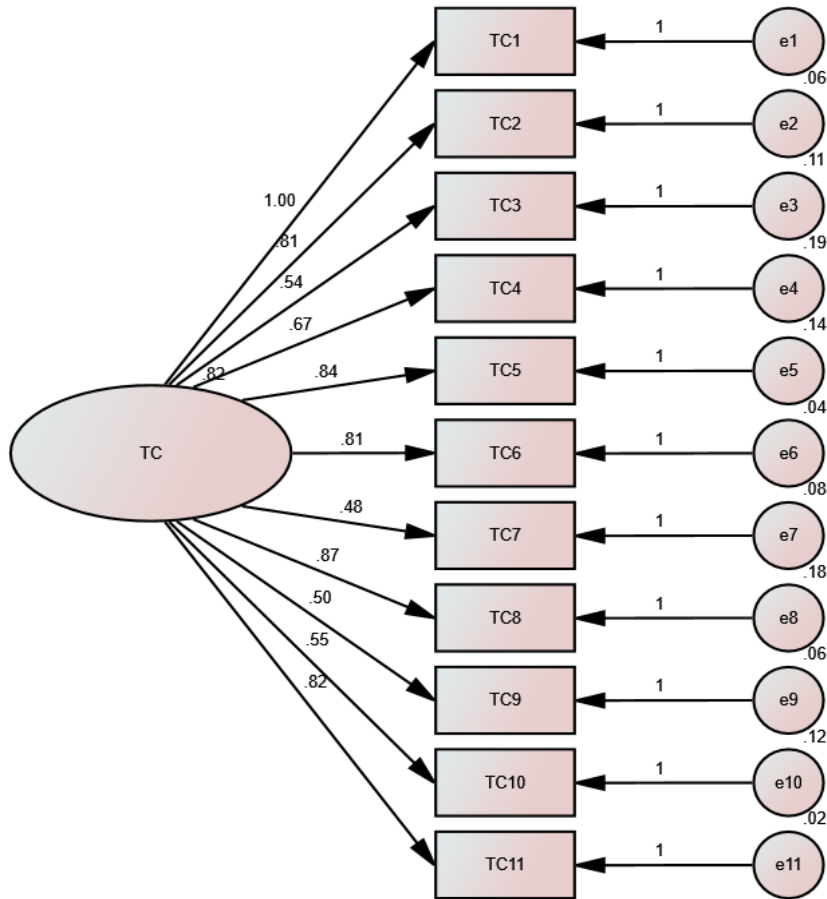 TC1
1
e1
.06
TC2
1
e2
.11
1.00
TC3
1
e3
.19
.81
.54
TC4
1
e4
.14
.67
.82
.84
TC5
1
e5
.04
TC
.81
TC6
1
e6
.08
.48
TC7
1
e7
.18
.87
.50
TC8
1
e8
.06
.55
.82
TC9
1
e9
.12
TC10
1
e10
.02
TC11
1
e11